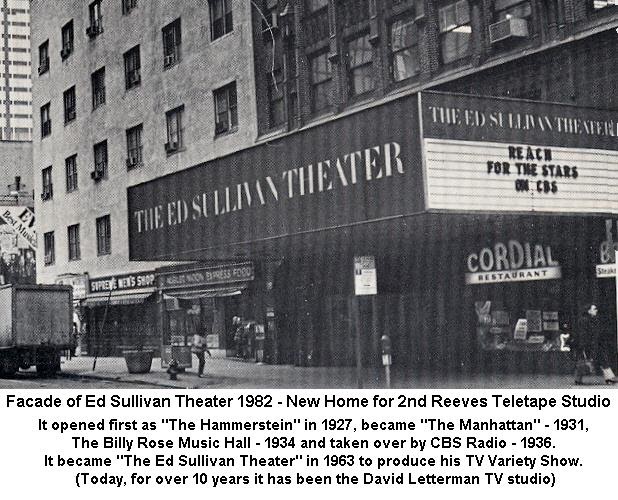 THE ED SULLIVAN THEATER
THE ED SULLIVAN THEATER
REACH
FOR THE STARS
ON CBS
CORDIAL
RESTAURANT
Steaks
SUPREME MEN'S SHOP
EXPRESS FOOD
Facade of Ed Sullivan Theater 1982 - New Home for 2nd Reeves Teletape Studio
It opened first as "The Hammerstein" in 1927, became "The Manhattan" - 1931,
The Billy Rose Music Hall - 1934 and taken over by CBS Radio - 1936.
It became "The Ed Sullivan Theater" in 1963 to produce his TV Variety Show.
(Today, for over 10 years it has been the David Letterman TV studio)